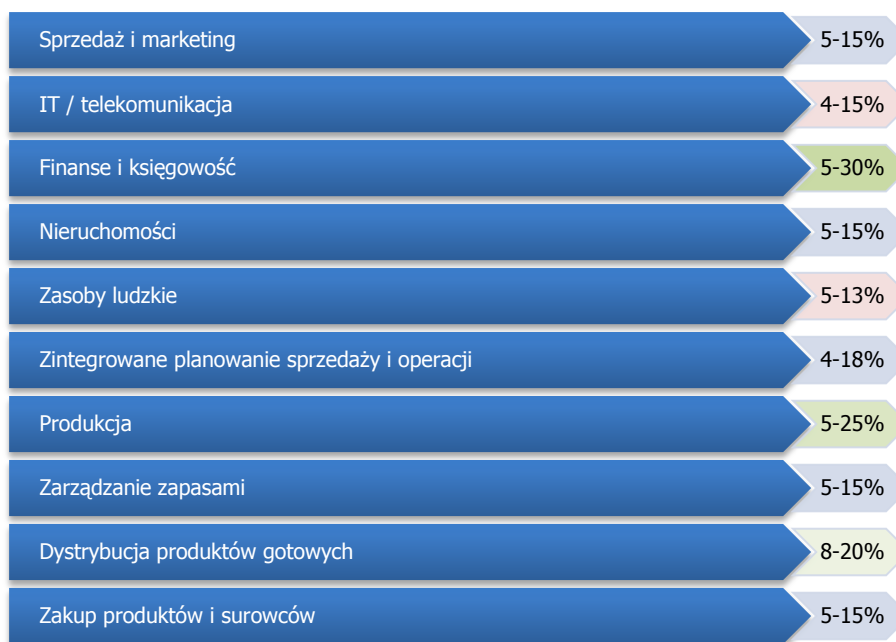 Sprzedaż i marketing 5-15%
IT / telekomunikacja 4-15%
Finanse i księgowość 5-30%
Nieruchomości 5-15%
Zasoby ludzkie 5-13%
Zintegrowane planowanie sprzedaży i operacji 4-18%
Produkcja 5-25%
Zarządzanie zapasami 5-15%
Dystrybucja produktów gotowych 8-20%
Zakup produktów i surowców 5-15%